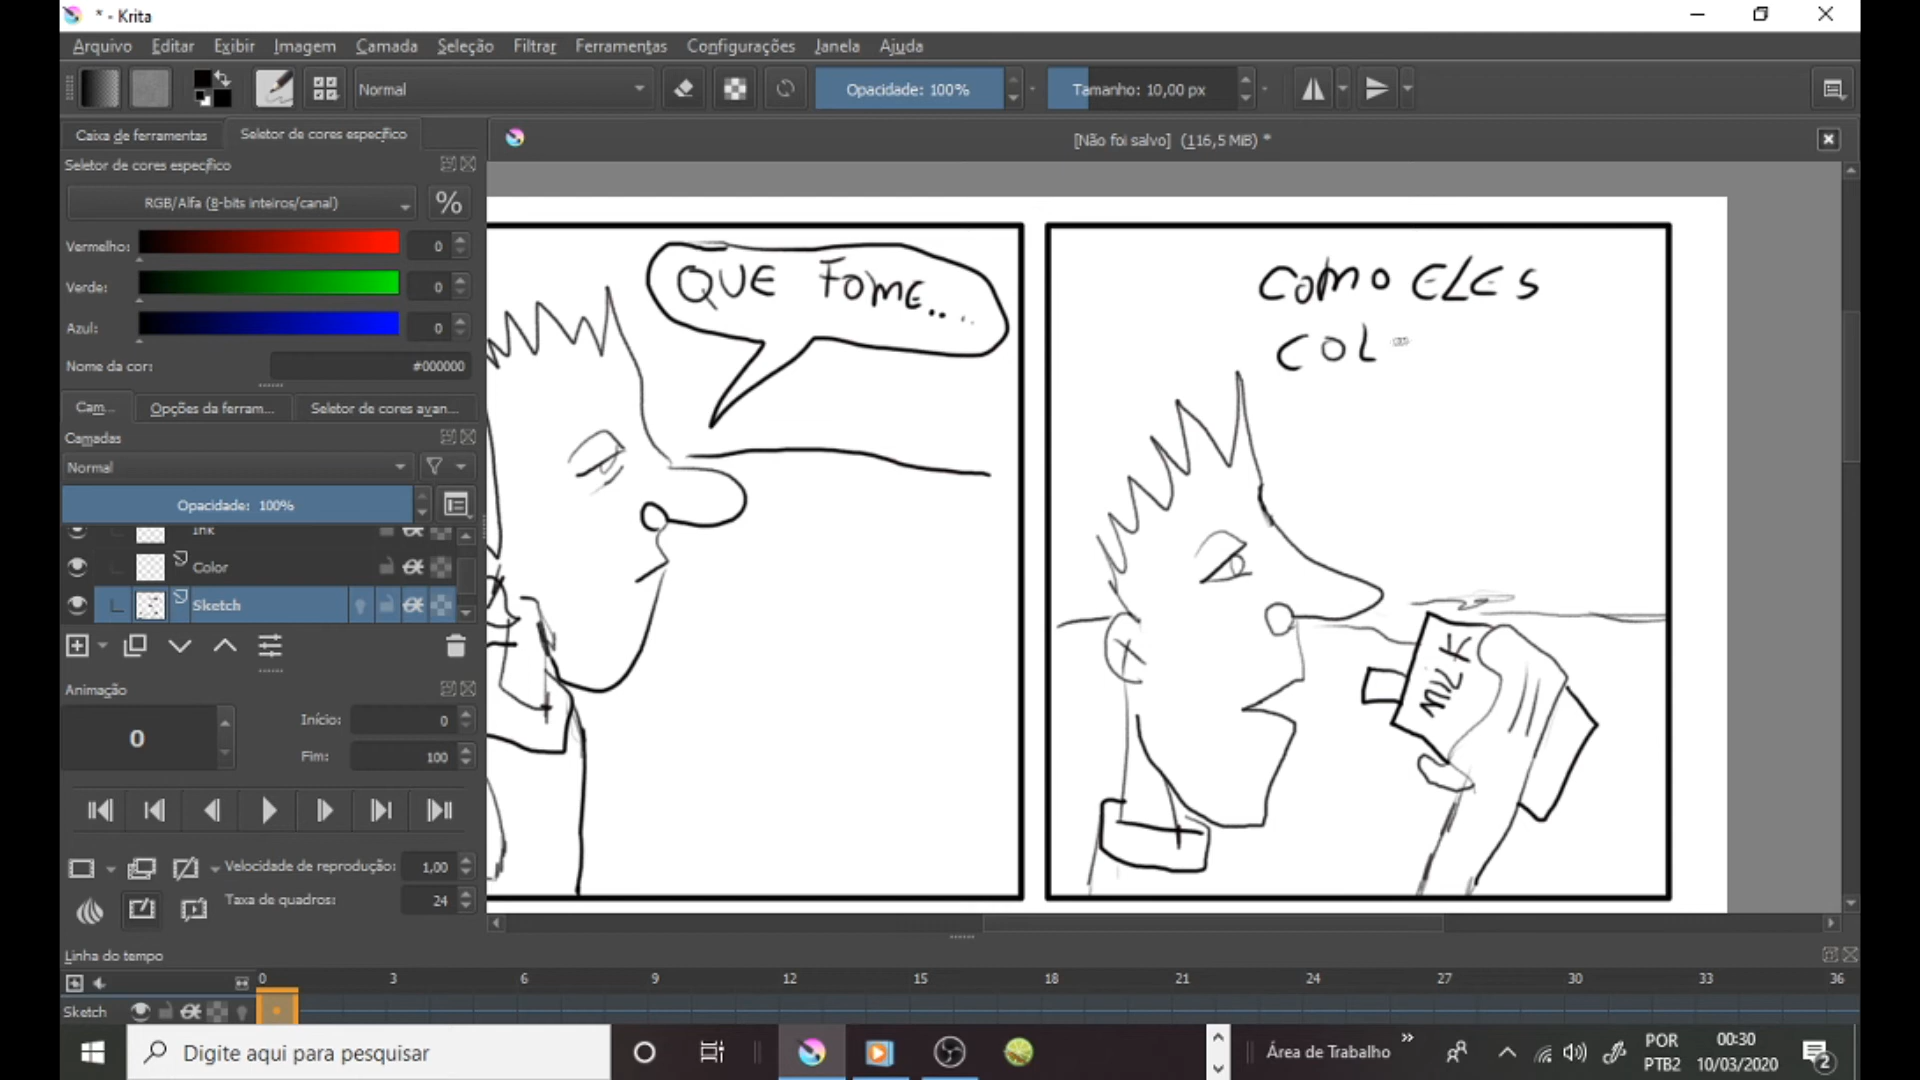 * - Krita
Arquivo Editar Exibir Imagem Camada Seleção Filtrar Ferramentas Configurações Janela Ajuda
Normal Opacidade: 100% Tamanho: 10,00 px
Caixa de ferramentas Seletor de cores específico
[Não foi salvo] (116,5 MiB) *
Seletor de cores específico
RGB/Alfa (8-bits inteiros/canal) %
Vermelho: 0
Verde: 0
Azul: 0
Nome da cor: #000000
Cam... Opções da ferram... Seletor de cores avan...
Camadas
Normal
Opacidade: 100%
Ink
Color
Sketch
Animação
0 Início: 0
Fim: 100
Velocidade de reprodução: 1,00
Taxa de quadros: 24
QUE FOME.....
COMO ELES
COL
Linha do tempo
0 3 6 9 12 15 18 21 24 27 30 33 36
Sketch
Digite aqui para pesquisar
Área de Trabalho
POR
PTB2
00:30
10/03/2020
2